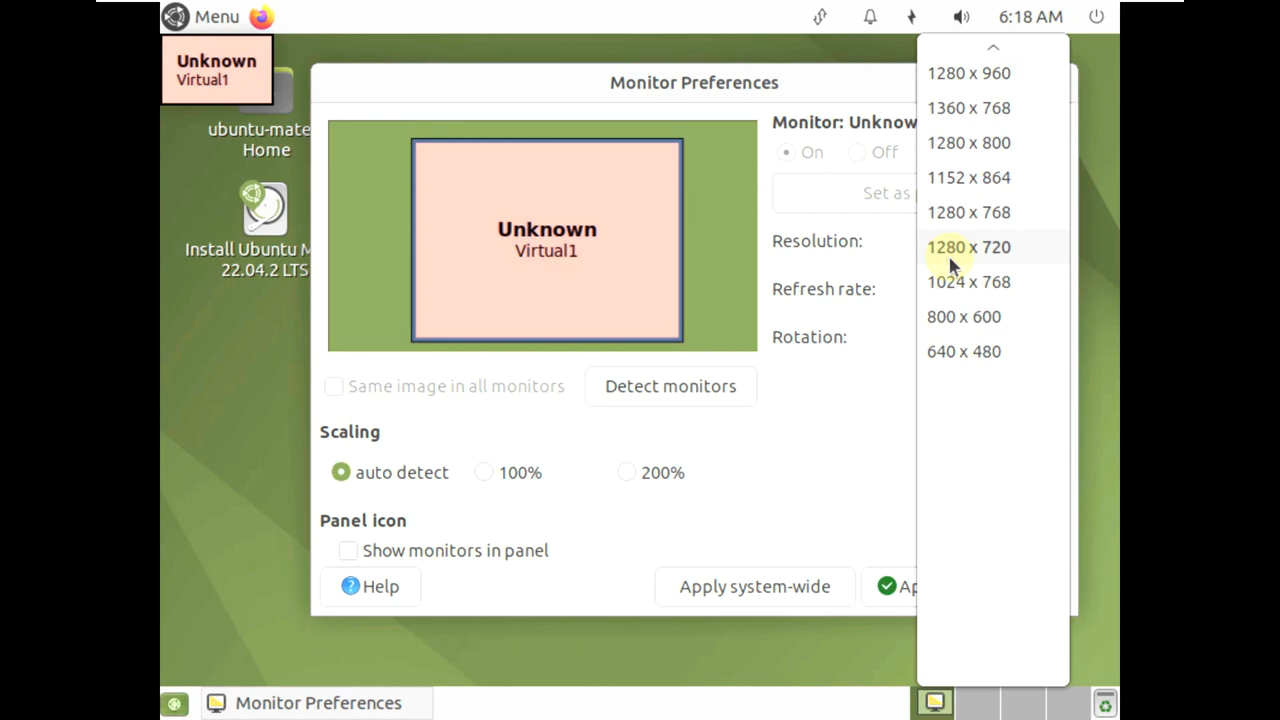 Menu
6:18 AM
Unknown
Virtual1
ubuntu-mate
Home
Install Ubuntu M
22.04.2 LTS
Monitor Preferences
Unknown
Virtual1
Same image in all monitors
Detect monitors
Scaling
auto detect
100%
200%
Panel icon
Show monitors in panel
Help
Apply system-wide
Ap
Monitor: Unknow
On
Off
Set as
Resolution:
Refresh rate:
Rotation:
1280 x 960
1360 x 768
1280 x 800
1152 x 864
1280 x 768
1280 x 720
1024 x 768
800 x 600
640 x 480
Monitor Preferences